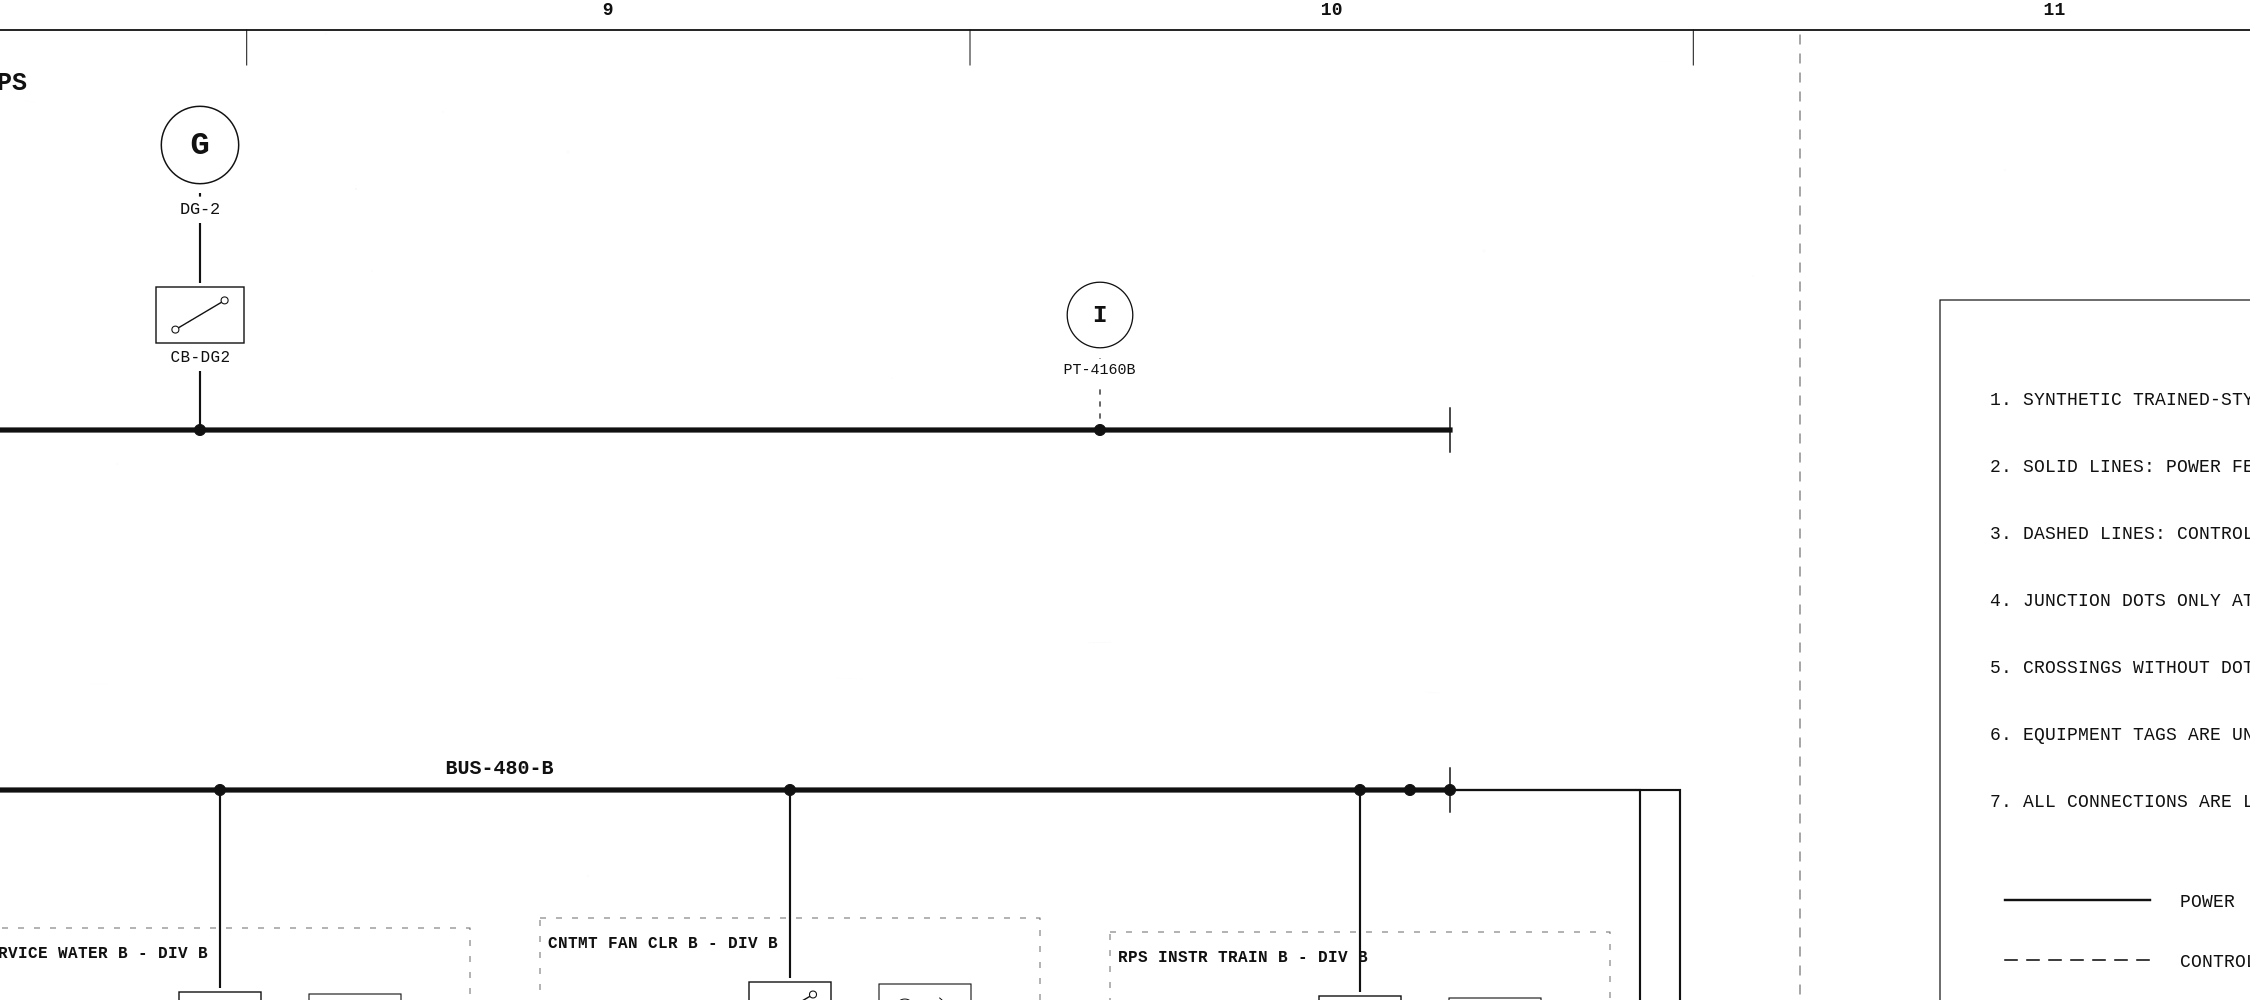 9 10 11
PS
G
DG-2
CB-DG2
I
PT-4160B
1. SYNTHETIC TRAINED-STY
2. SOLID LINES: POWER FE
3. DASHED LINES: CONTROL
4. JUNCTION DOTS ONLY AT
5. CROSSINGS WITHOUT DOT
6. EQUIPMENT TAGS ARE UN
7. ALL CONNECTIONS ARE L
BUS-480-B
POWER
CONTROL
RVICE WATER B - DIV B
CNTMT FAN CLR B - DIV B
RPS INSTR TRAIN B - DIV B